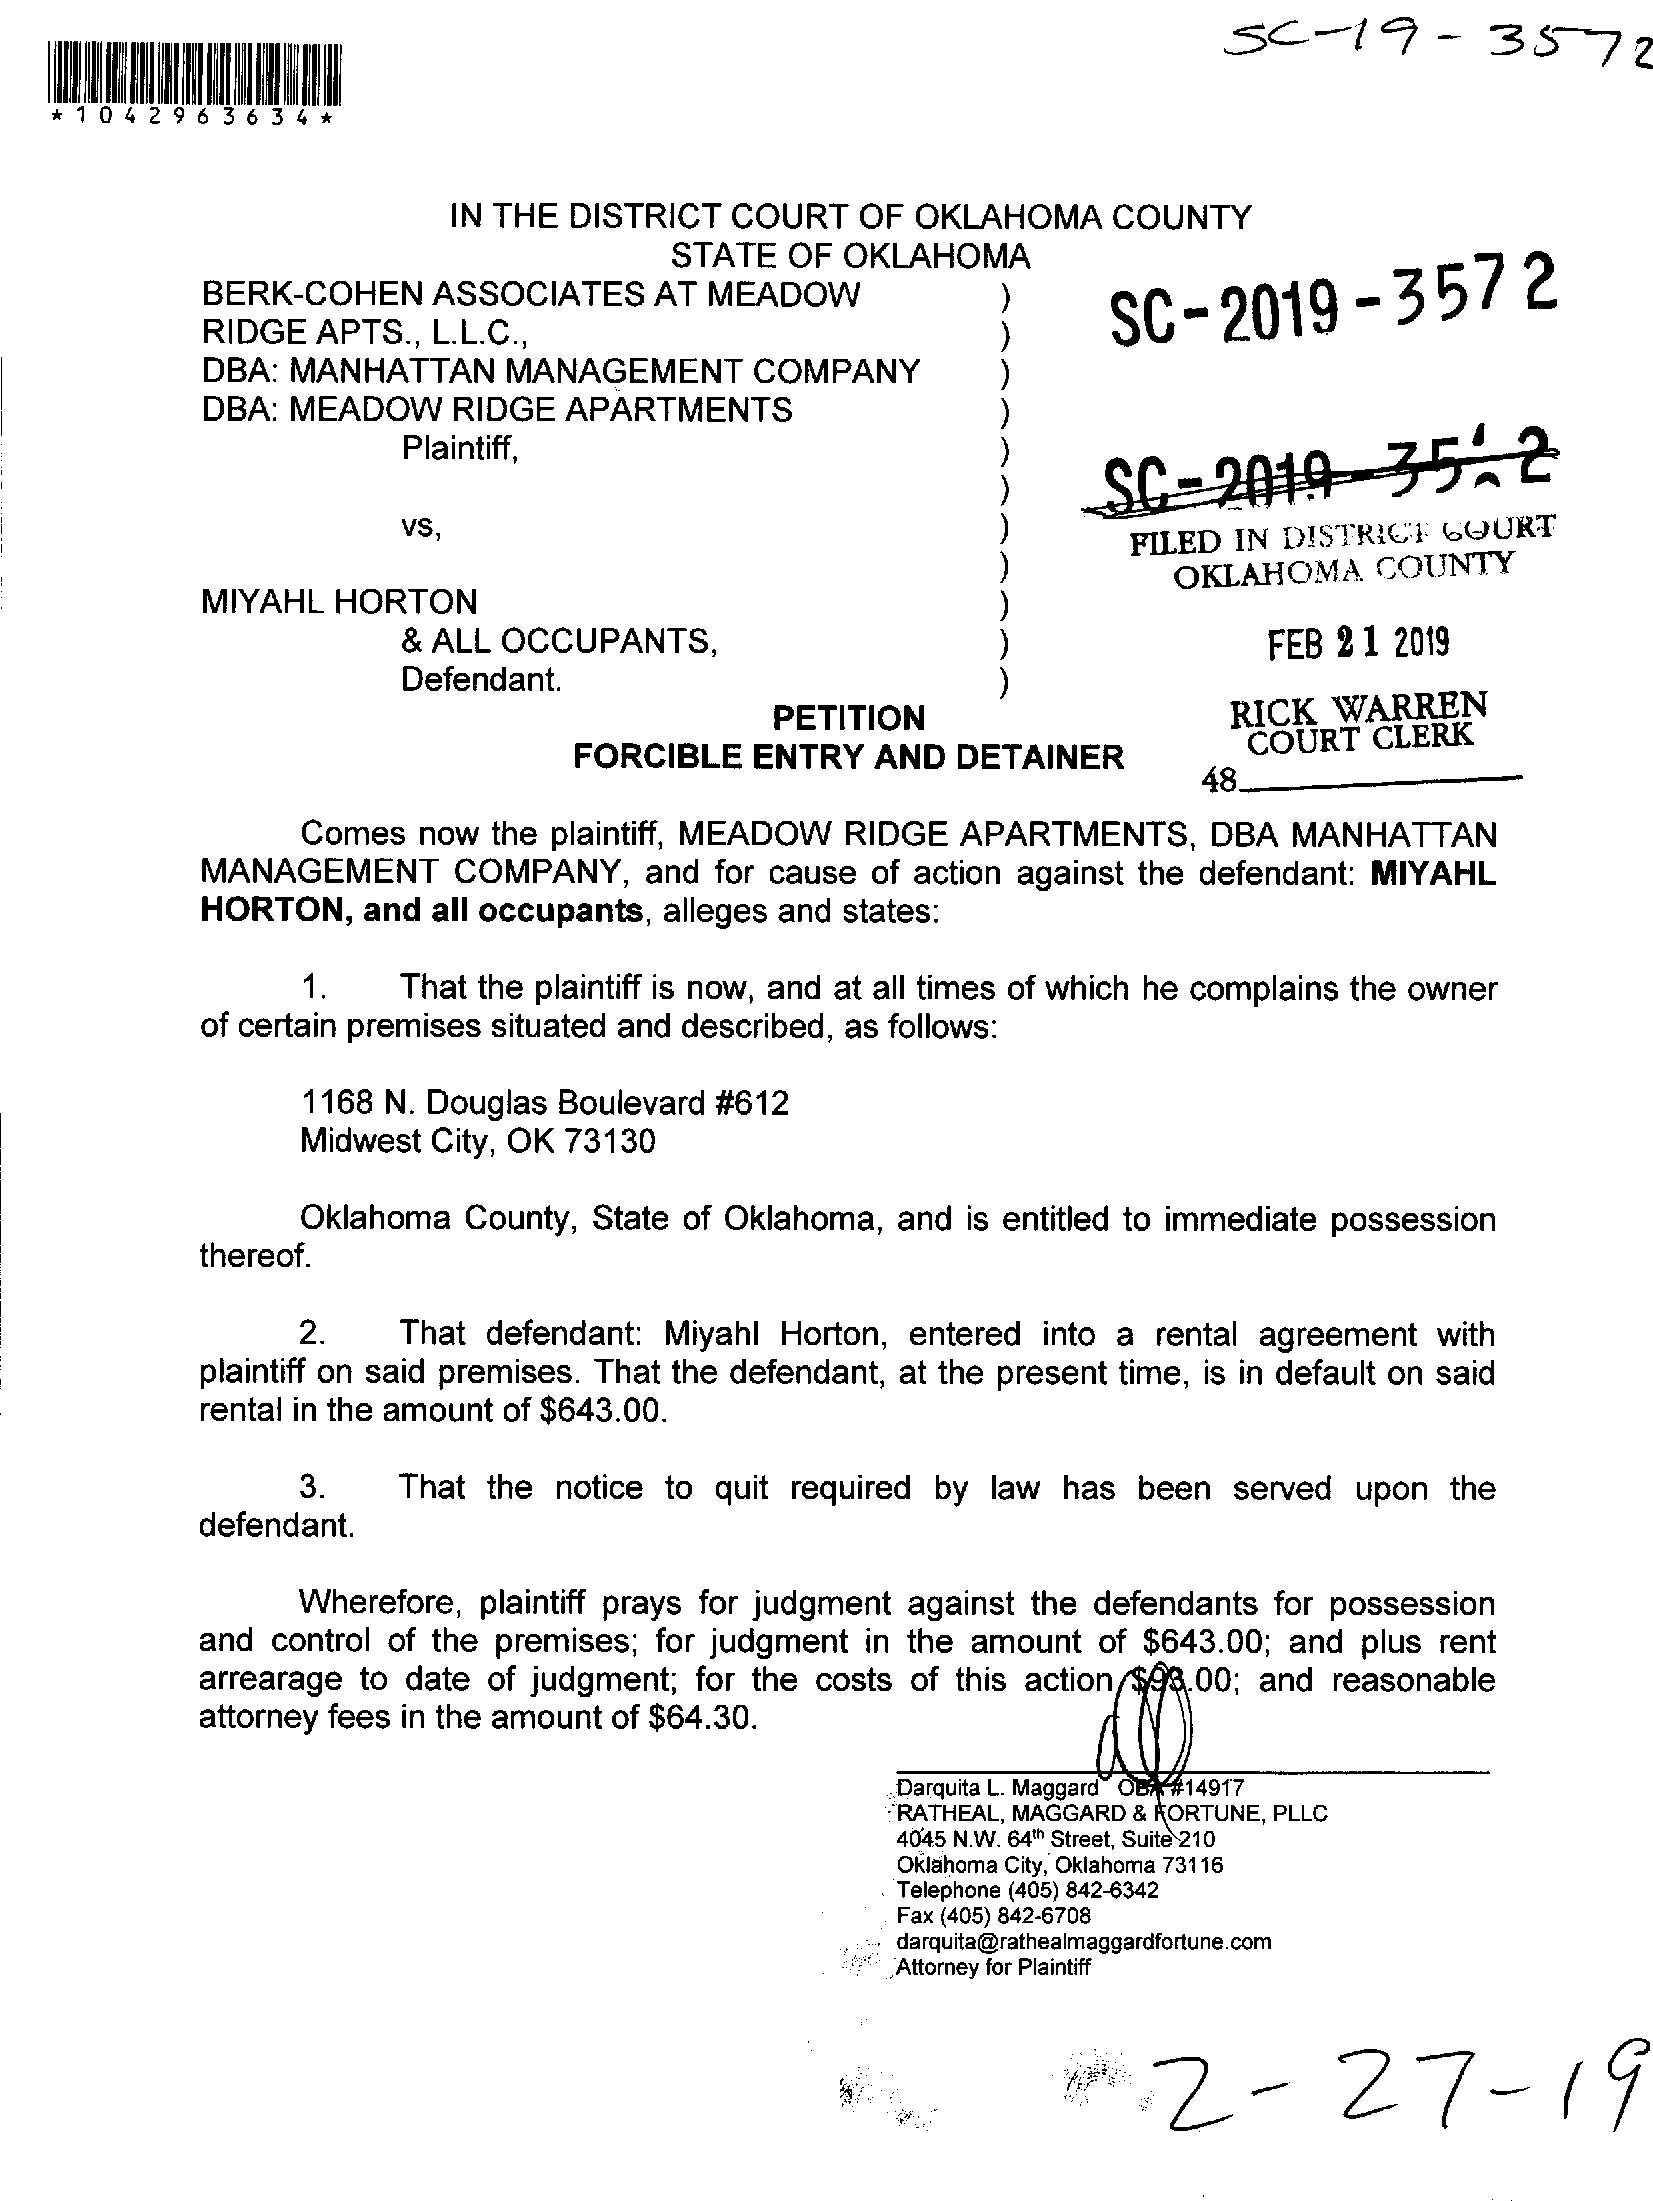 SC-19-3572
*1042963634*
IN THE DISTRICT COURT OF OKLAHOMA COUNTY
STATE OF OKLAHOMA
BERK-COHEN ASSOCIATES AT MEADOW )
RIDGE APTS., L.L.C., )
DBA: MANHATTAN MANAGEMENT COMPANY )
DBA: MEADOW RIDGE APARTMENTS )
Plaintiff, )
)
vs, )
)
MIYAHL HORTON )
& ALL OCCUPANTS, )
Defendant. )
SC-2019-3572
SC-2019-35 2
FILED IN DISTRICT COURT
OKLAHOMA COUNTY
FEB 21 2019
RICK WARREN
COURT CLERK
48
PETITION
FORCIBLE ENTRY AND DETAINER
Comes now the plaintiff, MEADOW RIDGE APARTMENTS, DBA MANHATTAN
MANAGEMENT COMPANY, and for cause of action against the defendant: MIYAHL
HORTON, and all occupants, alleges and states:
1. That the plaintiff is now, and at all times of which he complains the owner
of certain premises situated and described, as follows:
1168 N. Douglas Boulevard #612
Midwest City, OK 73130
Oklahoma County, State of Oklahoma, and is entitled to immediate possession
thereof.
2. That defendant: Miyahl Horton, entered into a rental agreement with
plaintiff on said premises. That the defendant, at the present time, is in default on said
rental in the amount of $643.00.
3. That the notice to quit required by law has been served upon the
defendant.
Wherefore, plaintiff prays for judgment against the defendants for possession
and control of the premises; for judgment in the amount of $643.00; and plus rent
arrearage to date of judgment; for the costs of this action $93.00; and reasonable
attorney fees in the amount of $64.30.
Darquita L. Maggard OBA #14917
RATHEAL, MAGGARD & FORTUNE, PLLC
4045 N.W. 64th Street, Suite 210
Oklahoma City, Oklahoma 73116
Telephone (405) 842-6342
Fax (405) 842-6708
darquita@rathealmaggardfortune.com
Attorney for Plaintiff
2-27-19